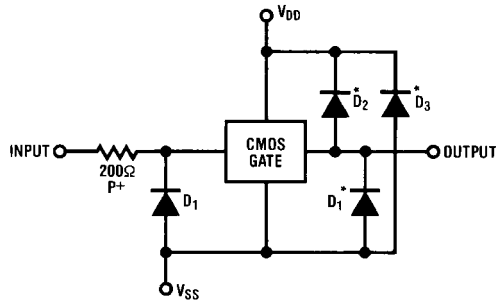 VDD
*
D2
*
D3
INPUT
200Ω
P+
CMOS
GATE
OUTPUT
D1
*
D1
VSS